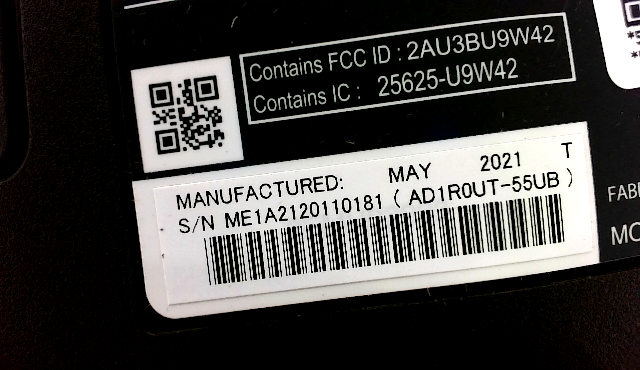 Contains FCC ID : 2AU3BU9W42
Contains IC : 25625-U9W42
MANUFACTURED: MAY 2021 T
S/N ME1A2120110181 ( AD1R0UT-55UB )